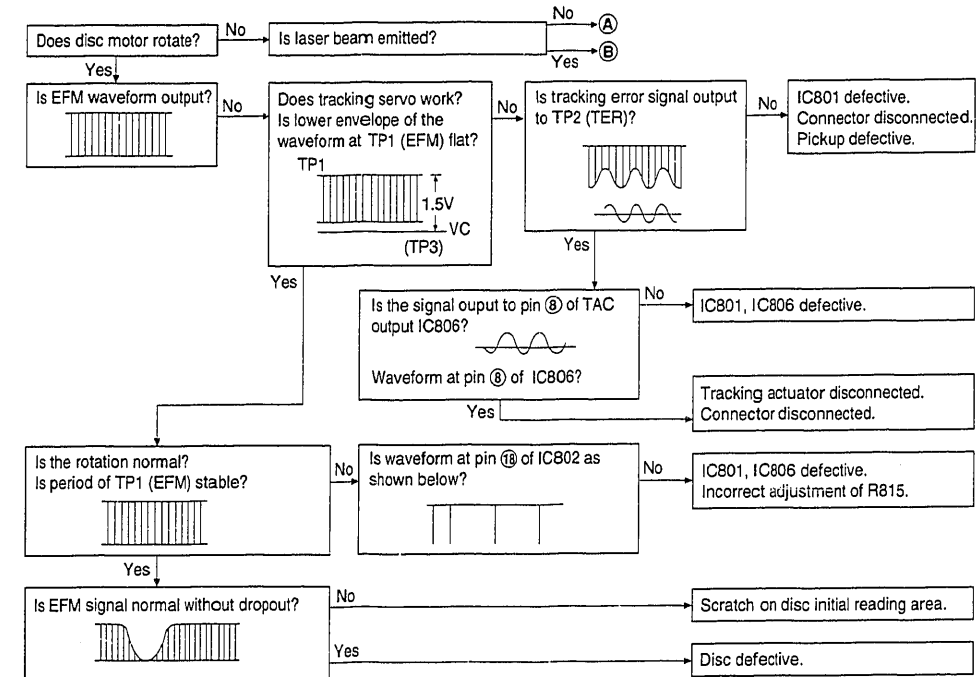 Does disc motor rotate?
No
Is laser beam emitted?
No
Ⓐ
Yes
Ⓑ
Yes
Is EFM waveform output?
No
Does tracking servo work?
Is lower envelope of the
waveform at TP1 (EFM) flat?
TP1
1.5V
VC
(TP3)
No
Is tracking error signal output
to TP2 (TER)?
No
IC801 defective.
Connector disconnected.
Pickup defective.
Yes
Yes
Is the signal ouput to pin ⑧ of TAC
output IC806?
Waveform at pin ⑧ of IC806?
No
IC801, IC806 defective.
Yes
Tracking actuator disconnected.
Connector disconnected.
Is the rotation normal?
Is period of TP1 (EFM) stable?
No
Is waveform at pin ⑱ of IC802 as
shown below?
No
IC801, IC806 defective.
Incorrect adjustment of R815.
Yes
Is EFM signal normal without dropout?
No
Scratch on disc initial reading area.
Yes
Disc defective.